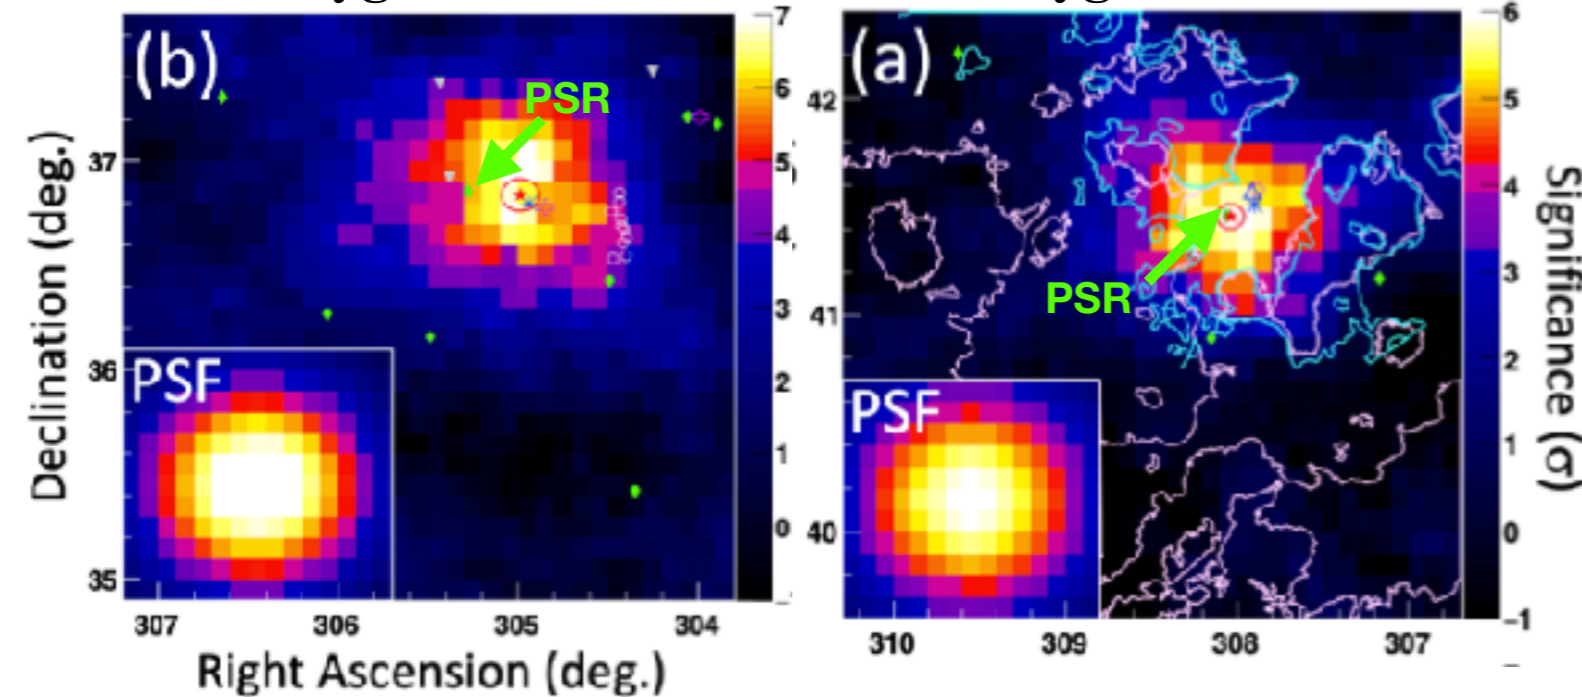 (b)
PSR
PSF
37
36
35
307 306 305 304
Right Ascension (deg.)
Declination (deg.)
7
6
5
4
3
2
1
0
(a)
PSR
PSF
42
41
40
310 309 308 307
6
5
4
3
2
1
0
−1
Significance (σ)